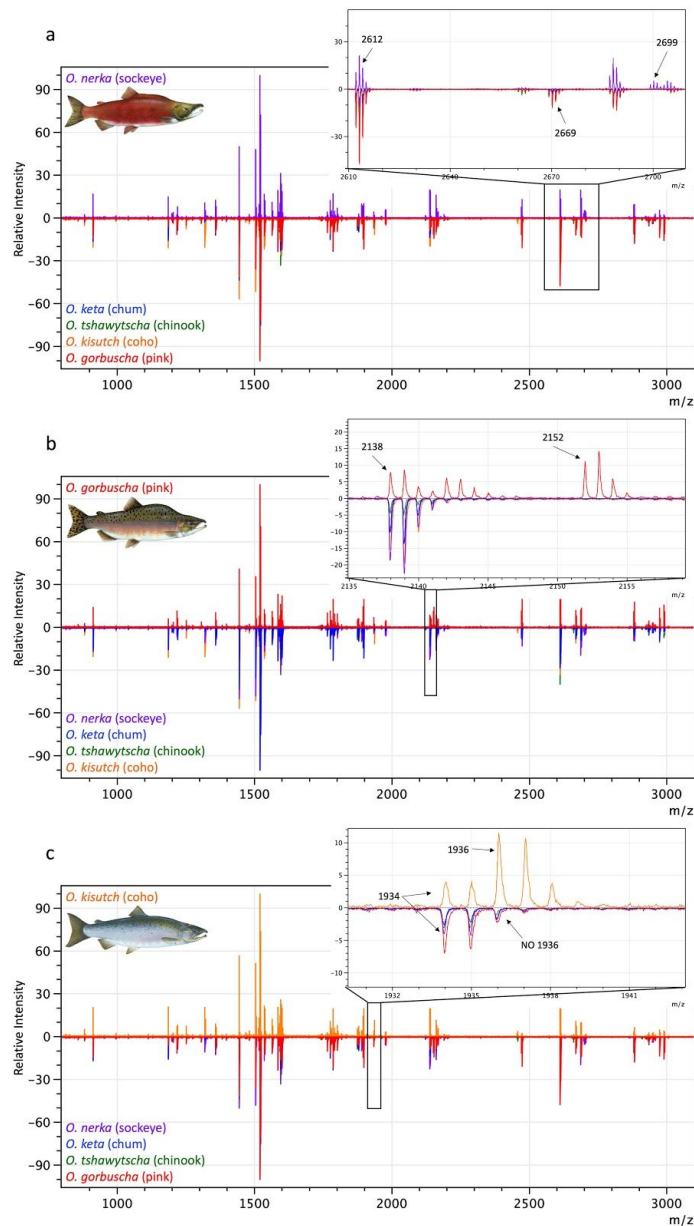 a
O. nerka (sockeye)
2612
2699
2669
30
0
−30
2610
2640
2670
2700
m/z
90
60
30
0
−30
−60
−90
Relative Intensity
O. keta (chum)
O. tshawytscha (chinook)
O. kisutch (coho)
O. gorbuscha (pink)
1000
1500
2000
2500
3000
m/z
b
O. gorbuscha (pink)
2138
2152
20
15
10
5
0
−5
−10
−15
−20
2135
2140
2145
2150
2155
m/z
90
60
30
0
−30
−60
−90
Relative Intensity
O. nerka (sockeye)
O. keta (chum)
O. tshawytscha (chinook)
O. kisutch (coho)
1000
1500
2000
2500
3000
m/z
c
O. kisutch (coho)
1936
1934
NO 1936
10
5
0
−5
−10
1932
1935
1938
1941
m/z
90
60
30
0
−30
−60
−90
Relative Intensity
O. nerka (sockeye)
O. keta (chum)
O. tshawytscha (chinook)
O. gorbuscha (pink)
1000
1500
2000
2500
3000
m/z